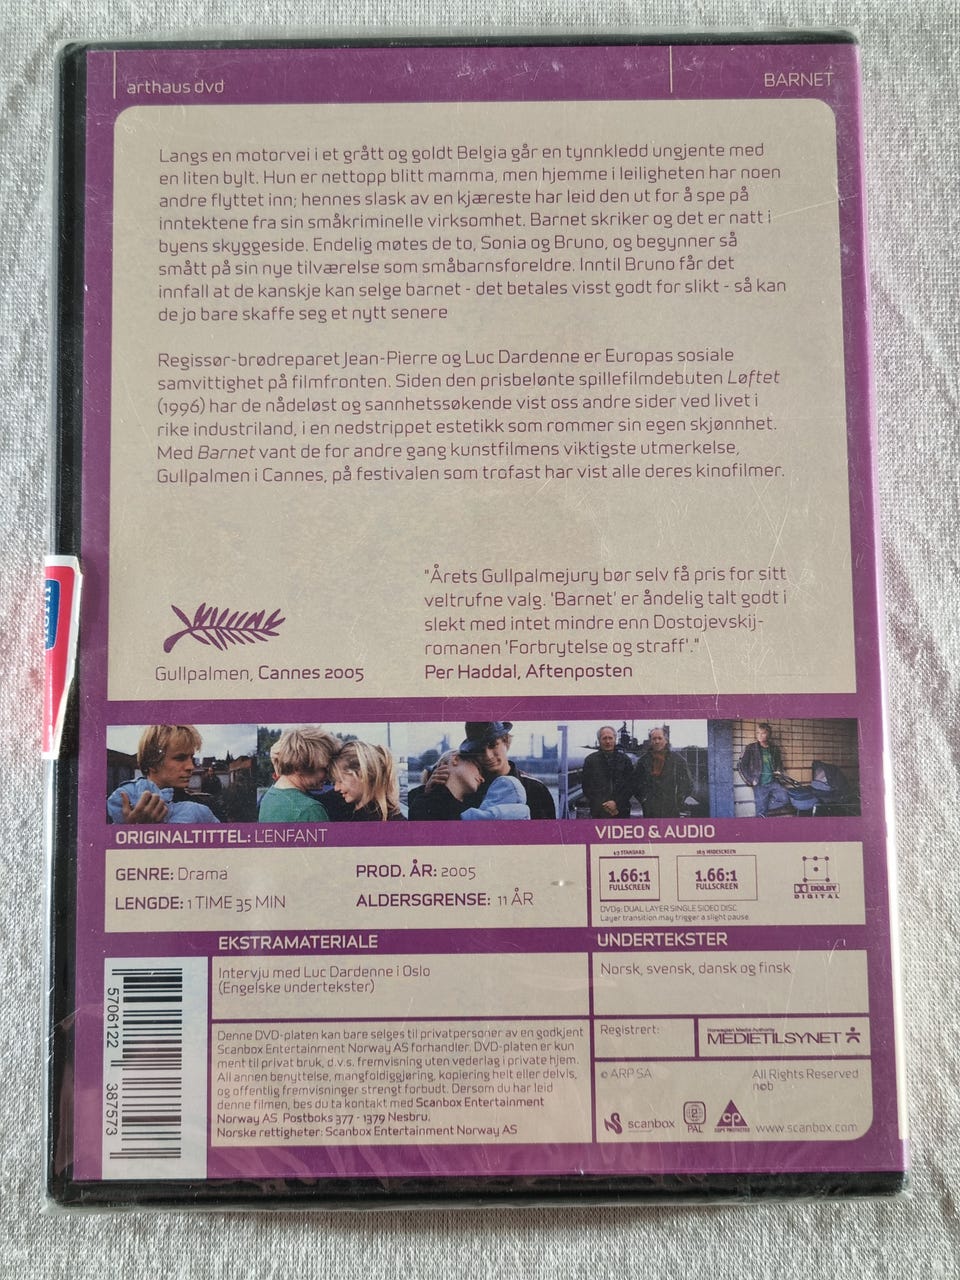 arthaus dvd
BARNET
Langs en motorvei i et grått og goldt Belgia går en tynnkledd ungjente med
en liten bylt. Hun er nettopp blitt mamma, men hjemme i leiligheten har noen
andre flyttet inn; hennes slask av en kjæreste har leid den ut for å spe på
inntektene fra sin småkriminelle virksomhet. Barnet skriker og det er natt i
byens skyggeside. Endelig møtes de to, Sonia og Bruno, og begynner så
smått på sin nye tilværelse som småbarnsforeldre. Inntil Bruno får det
innfall at de kanskje kan selge barnet - det betales visst godt for slikt - så kan
de jo bare skaffe seg et nytt senere
Regissør-brødreparet Jean-Pierre og Luc Dardenne er Europas sosiale
samvittighet på filmfronten. Siden den prisbelønte spillefilmdebuten Løftet
(1996) har de nådeløst og sannhetssøkende vist oss andre sider ved livet i
rike industriland, i en nedstrippet estetikk som rommer sin egen skjønnhet.
Med Barnet vant de for andre gang kunstfilmens viktigste utmerkelse,
Gullpalmen i Cannes, på festivalen som trofast har vist alle deres kinofilmer.
"Årets Gullpalmejury bør selv få pris for sitt
veltrufne valg. 'Barnet' er åndelig talt godt i
slekt med intet mindre enn Dostojevskij-
romanen 'Forbrytelse og straff'."
Per Haddal, Aftenposten
Gullpalmen, Cannes 2005
ORIGINALTITTEL: L'ENFANT
GENRE: Drama
PROD. ÅR: 2005
LENGDE: 1 TIME 35 MIN
ALDERSGRENSE: 11 ÅR
VIDEO & AUDIO
4:3 STANDARD
16:9 WIDESCREEN
1.66:1
FULLSCREEN
1.66:1
FULLSCREEN
DOLBY
DIGITAL
DVD9: DUAL LAYER SINGLE SIDED DISC
Layer transition may trigger a slight pause
EKSTRAMATERIALE
Intervju med Luc Dardenne i Oslo
(Engelske undertekster)
UNDERTEKSTER
Norsk, svensk, dansk og finsk
Denne DVD-platen kan bare selges til privatpersoner av en godkjent
Scanbox Entertainment Norway AS forhandler. DVD-platen er kun
ment til privat bruk, d.v.s. fremvisning uten vederlag i private hjem.
All annen benyttelse, mangfoldiggjøring, kopiering helt eller delvis,
og offentlig fremvisninger strengt forbudt. Dersom du har leid
denne filmen, bes du ta kontakt med Scanbox Entertainment
Norway AS Postboks 377 - 1379 Nesbru.
Norske rettigheter: Scanbox Entertainment Norway AS
Registrert:
Norwegian Media Authority
MEDIETILSYNET
© ARP SA
All Rights Reserved
nob
scanbox
2
PAL
CP
COPY PROTECTED
www.scanbox.com
5706122 387573